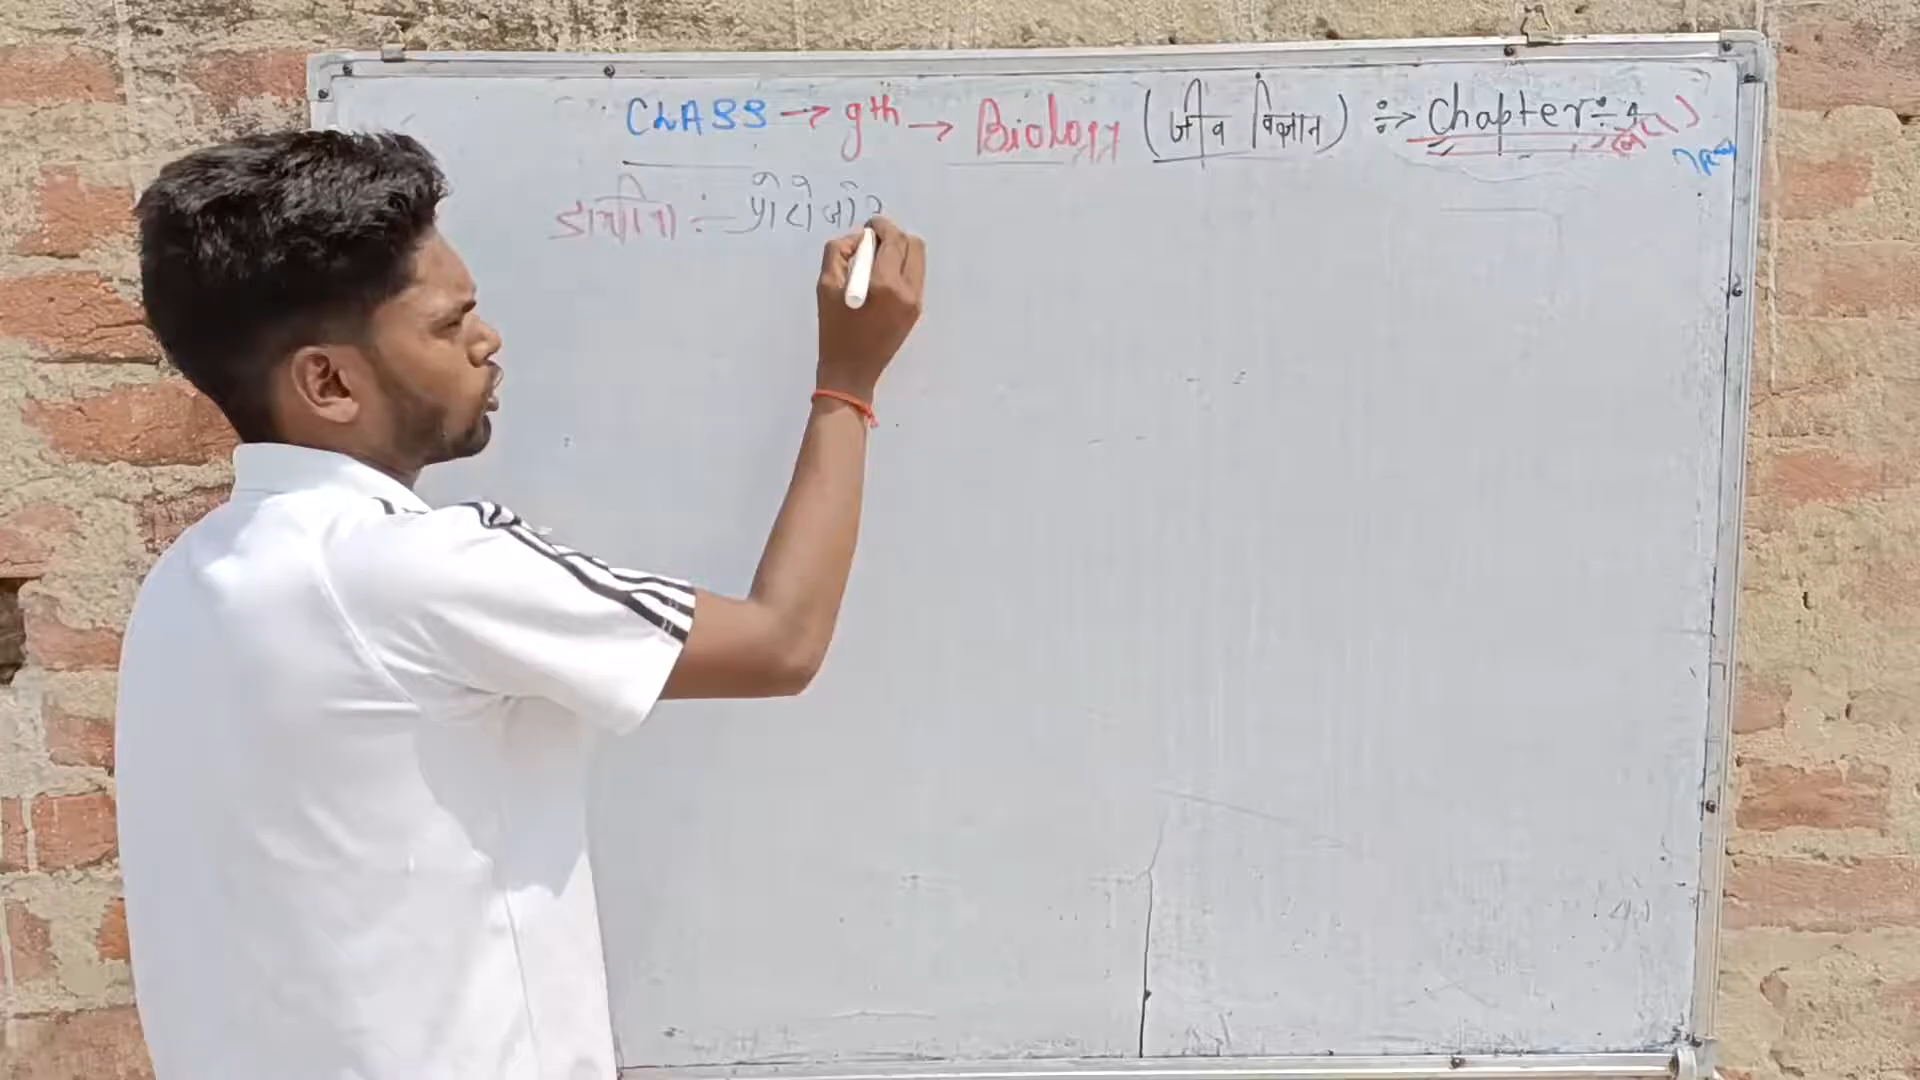 CLASS → 9th → Biology (जीव विज्ञान) ÷> Chapter ÷
÷ प्रोटोजो